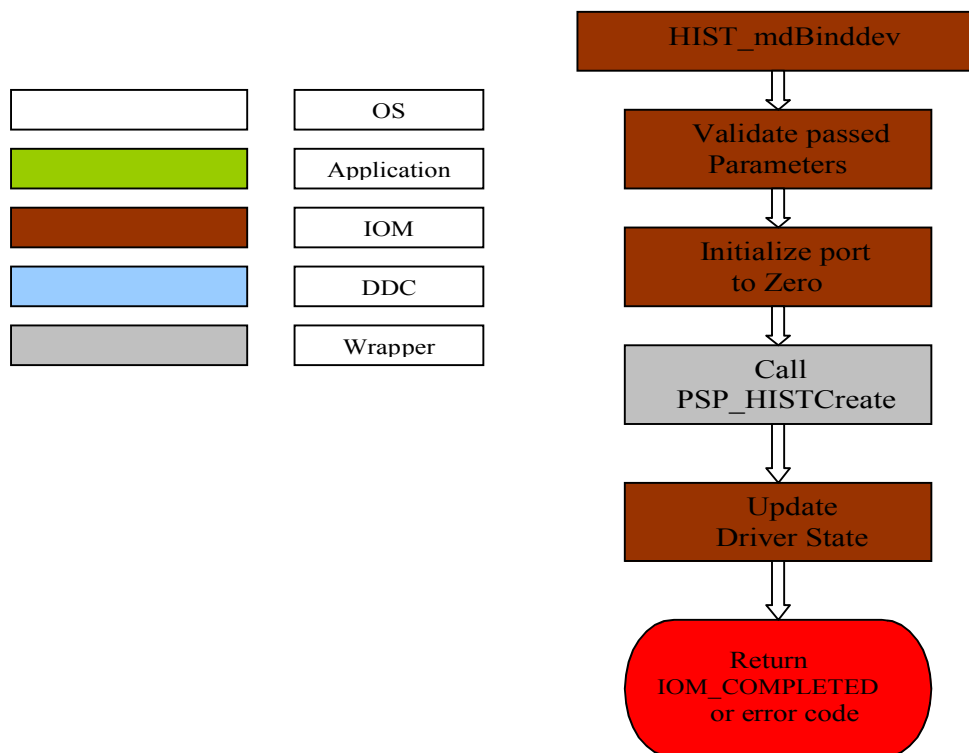 OS
Application
IOM
DDC
Wrapper
HIST_mdBinddev
Validate passed
Parameters
Initialize port
to Zero
Call
PSP_HISTCreate
Update
Driver State
Return
IOM_COMPLETED
or error code